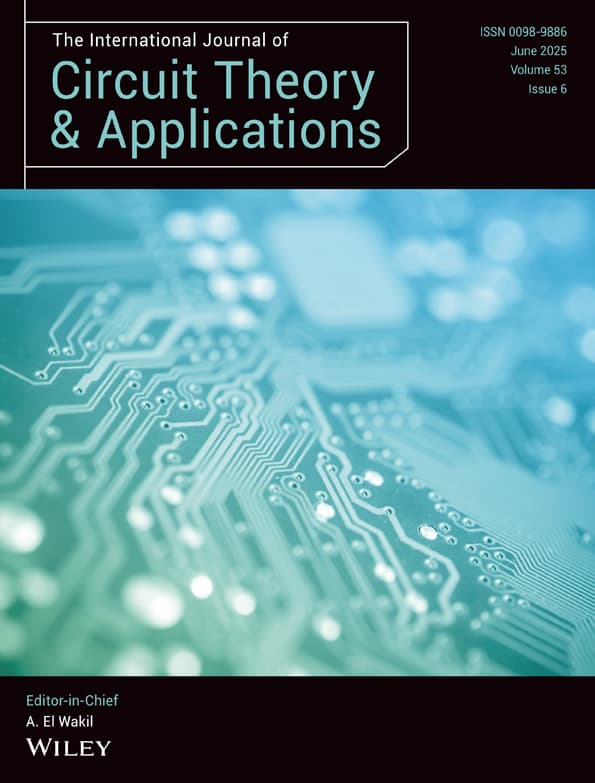 The International Journal of
Circuit Theory
& Applications
ISSN 0098-9886
June 2025
Volume 53
Issue 6
Editor-in-Chief
A. El Wakil
WILEY